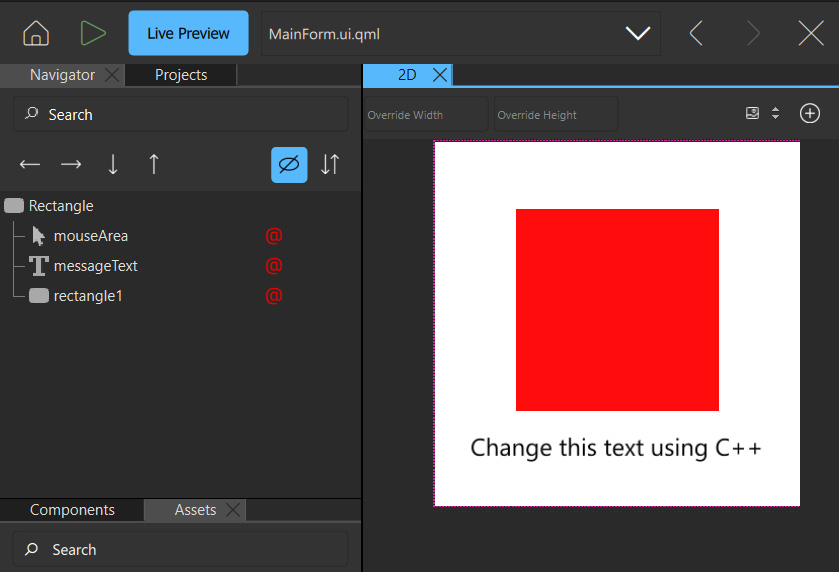 Live Preview
MainForm.ui.qml
Navigator
Projects
2D
Search
Override Width
Override Height
Rectangle
mouseArea
@
messageText
@
rectangle1
@
Change this text using C++
Components
Assets
Search